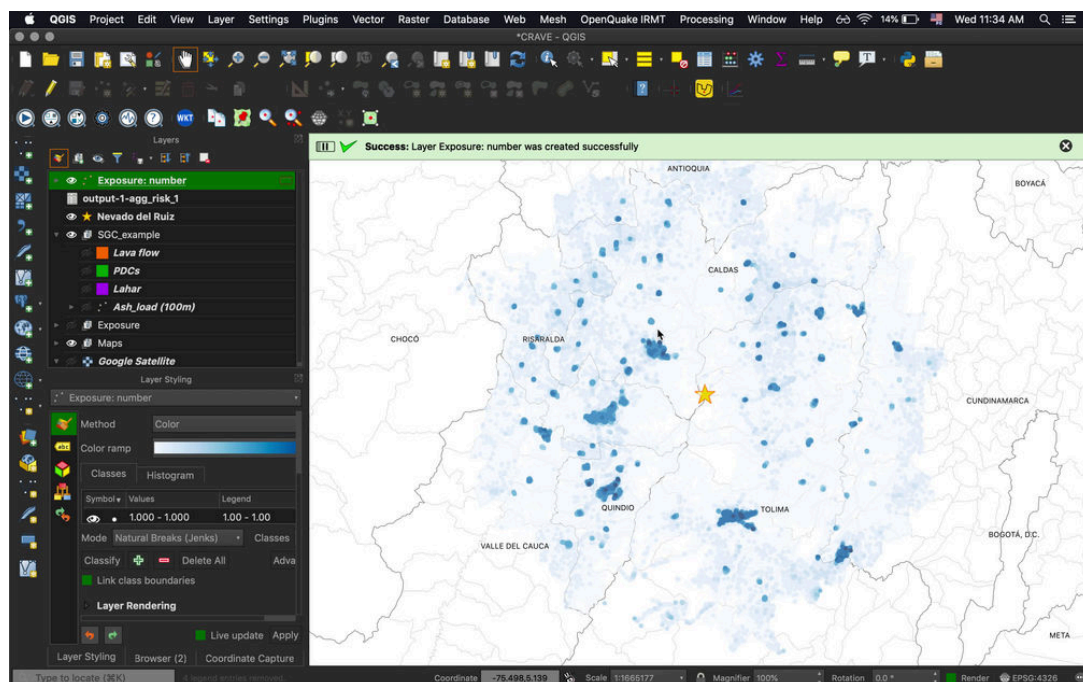 QGIS Project Edit View Layer Settings Plugins Vector Raster Database Web Mesh OpenQuake IRMT Processing Window Help 14% Wed 11:34 AM
*CRAVE - QGIS
WKT
Layers
Success: Layer Exposure: number was created successfully
Exposure: number
output-1-agg_risk_1
Nevado del Ruiz
SGC_example
Lava flow
PDCs
Lahar
Ash_load (100m)
Exposure
Maps
Google Satellite
Layer Styling
Exposure: number
Method Color
Color ramp
Classes Histogram
Symbol Values Legend
1.000 - 1.000 1.00 - 1.00
Mode Natural Breaks (Jenks) Classes
Classify Delete All Adva
Link class boundaries
Layer Rendering
Live update Apply
Layer Styling Browser (2) Coordinate Capture
ANTIOQUIA
BOYACÁ
CALDAS
CHOCÓ
RISARALDA
CUNDINAMARCA
QUINDIO
TOLIMA
VALLE DEL CAUCA
BOGOTÁ, D.C.
META
Type to locate (⌘K) 4 legend entries removed. Coordinate -75.498,5.139 Scale 1:1665177 Magnifier 100% Rotation 0.0 ° Render EPSG:4326